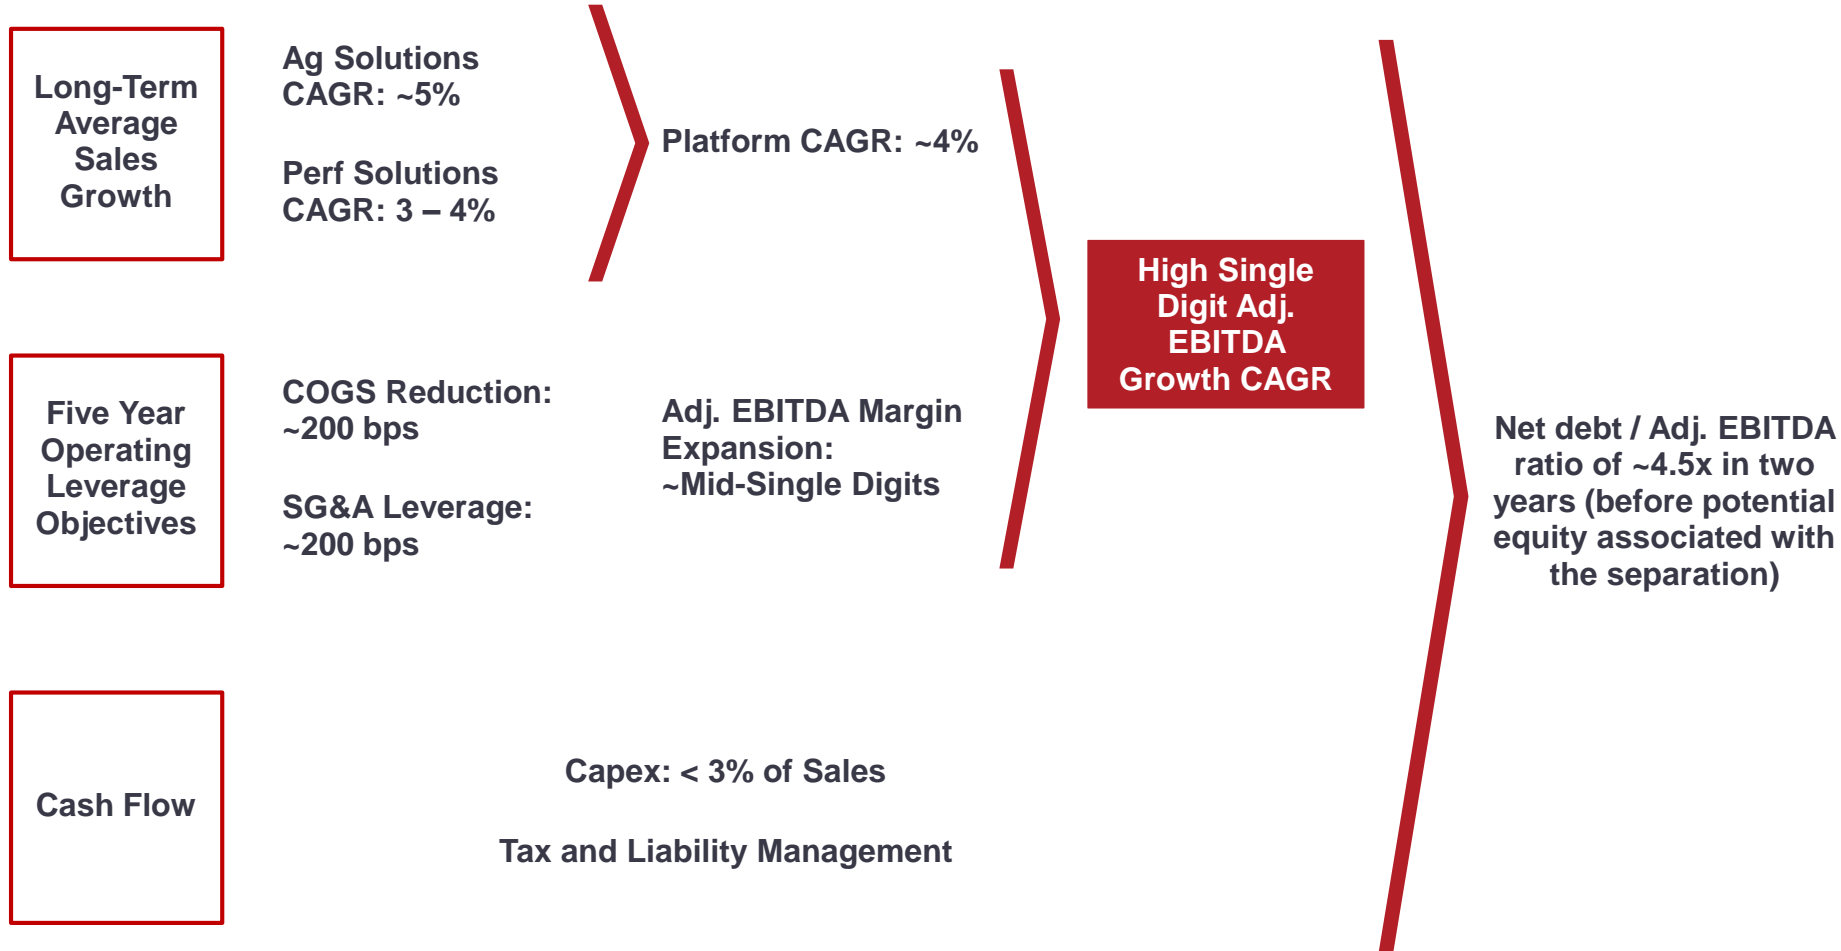 Long-Term
Average
Sales
Growth
Ag Solutions
CAGR: ~5%
Perf Solutions
CAGR: 3 – 4%
Platform CAGR: ~4%
Five Year
Operating
Leverage
Objectives
COGS Reduction:
~200 bps
SG&A Leverage:
~200 bps
Adj. EBITDA Margin
Expansion:
~Mid-Single Digits
High Single
Digit Adj.
EBITDA
Growth CAGR
Cash Flow
Capex: < 3% of Sales
Tax and Liability Management
Net debt / Adj. EBITDA
ratio of ~4.5x in two
years (before potential
equity associated with
the separation)